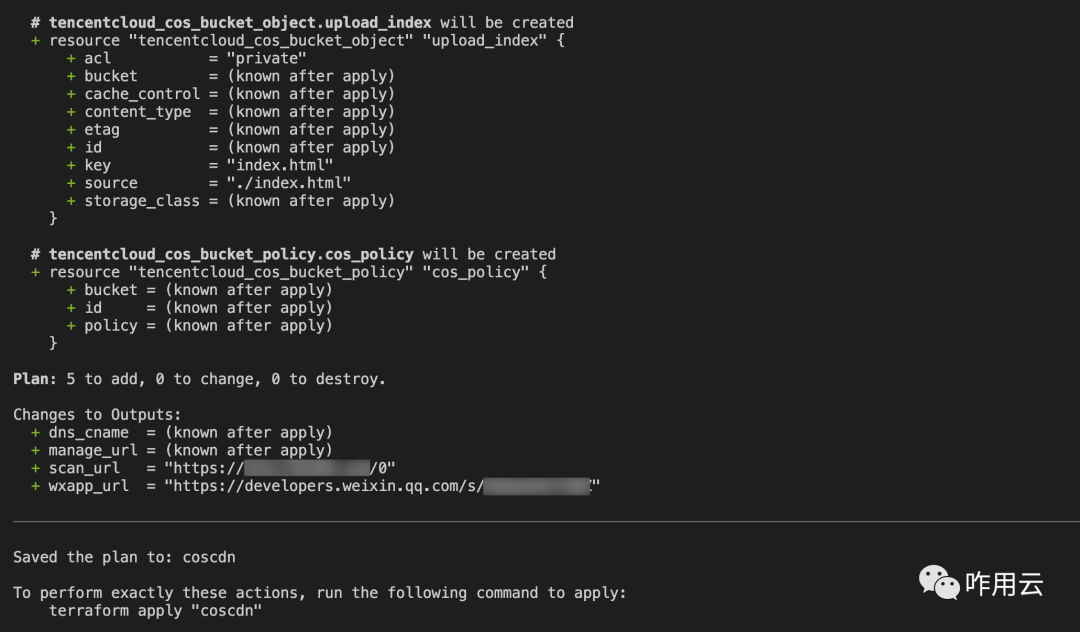 # tencentcloud_cos_bucket_object.upload_index will be created
+ resource "tencentcloud_cos_bucket_object" "upload_index" {
+ acl           = "private"
+ bucket        = (known after apply)
+ cache_control = (known after apply)
+ content_type  = (known after apply)
+ etag          = (known after apply)
+ id            = (known after apply)
+ key           = "index.html"
+ source        = "./index.html"
+ storage_class = (known after apply)
}
# tencentcloud_cos_bucket_policy.cos_policy will be created
+ resource "tencentcloud_cos_bucket_policy" "cos_policy" {
+ bucket = (known after apply)
+ id     = (known after apply)
+ policy = (known after apply)
}
Plan: 5 to add, 0 to change, 0 to destroy.
Changes to Outputs:
+ dns_cname  = (known after apply)
+ manage_url = (known after apply)
+ scan_url   = "https:///0"
+ wxapp_url  = "https://developers.weixin.qq.com/s/"
Saved the plan to: coscdn
To perform exactly these actions, run the following command to apply:
terraform apply "coscdn"
咋用云